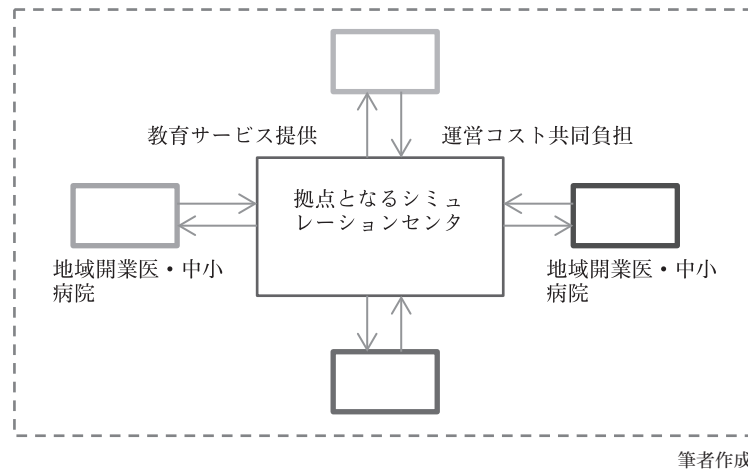 教育サービス提供
運営コスト共同負担
拠点となるシミュ
レーションセンタ
地域開業医・中小
病院
地域開業医・中小
病院
筆者作成